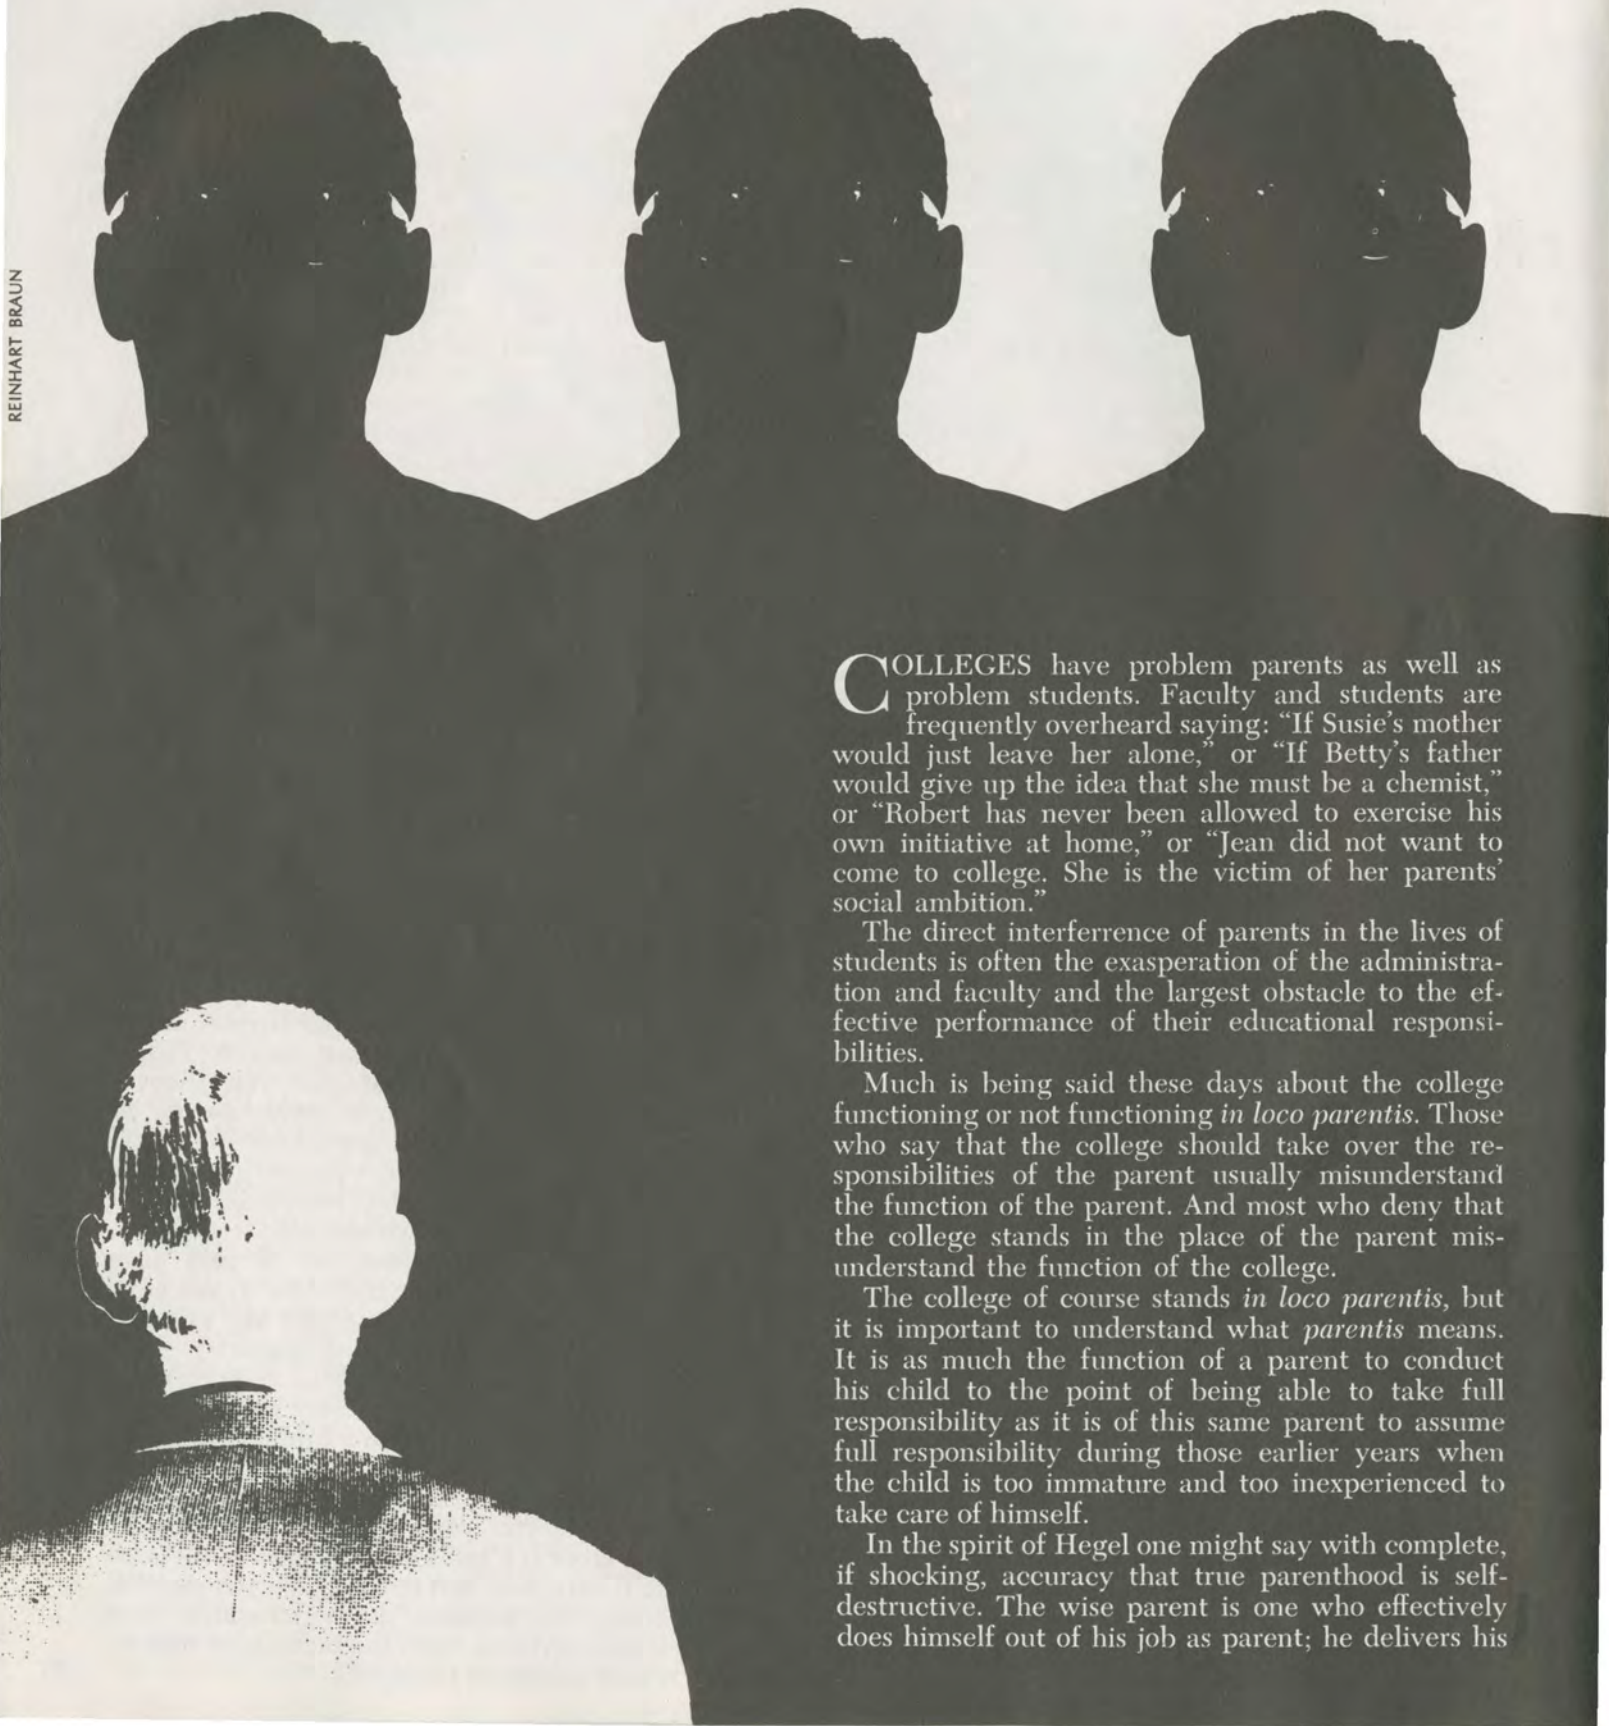 REINHART BRAUN
COLLEGES have problem parents as well as
problem students. Faculty and students are
frequently overheard saying: “If Susie’s mother
would just leave her alone,” or “If Betty’s father
would give up the idea that she must be a chemist,”
or “Robert has never been allowed to exercise his
own initiative at home,” or “Jean did not want to
come to college. She is the victim of her parents’
social ambition.”
The direct interferrence of parents in the lives of
students is often the exasperation of the administra-
tion and faculty and the largest obstacle to the ef-
fective performance of their educational responsi-
bilities.
Much is being said these days about the college
functioning or not functioning in loco parentis. Those
who say that the college should take over the re-
sponsibilities of the parent usually misunderstand
the function of the parent. And most who deny that
the college stands in the place of the parent mis-
understand the function of the college.
The college of course stands in loco parentis, but
it is important to understand what parentis means.
It is as much the function of a parent to conduct
his child to the point of being able to take full
responsibility as it is of this same parent to assume
full responsibility during those earlier years when
the child is too immature and too inexperienced to
take care of himself.
In the spirit of Hegel one might say with complete,
if shocking, accuracy that true parenthood is self-
destructive. The wise parent is one who effectively
does himself out of his job as parent; he delivers his